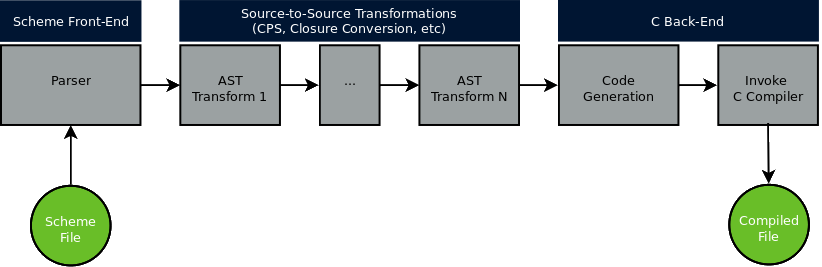 Scheme Front-End
Source-to-Source Transformations
(CPS, Closure Conversion, etc)
C Back-End
Parser
AST
Transform 1
...
AST
Transform N
Code
Generation
Invoke
C Compiler
Scheme
File
Compiled
File